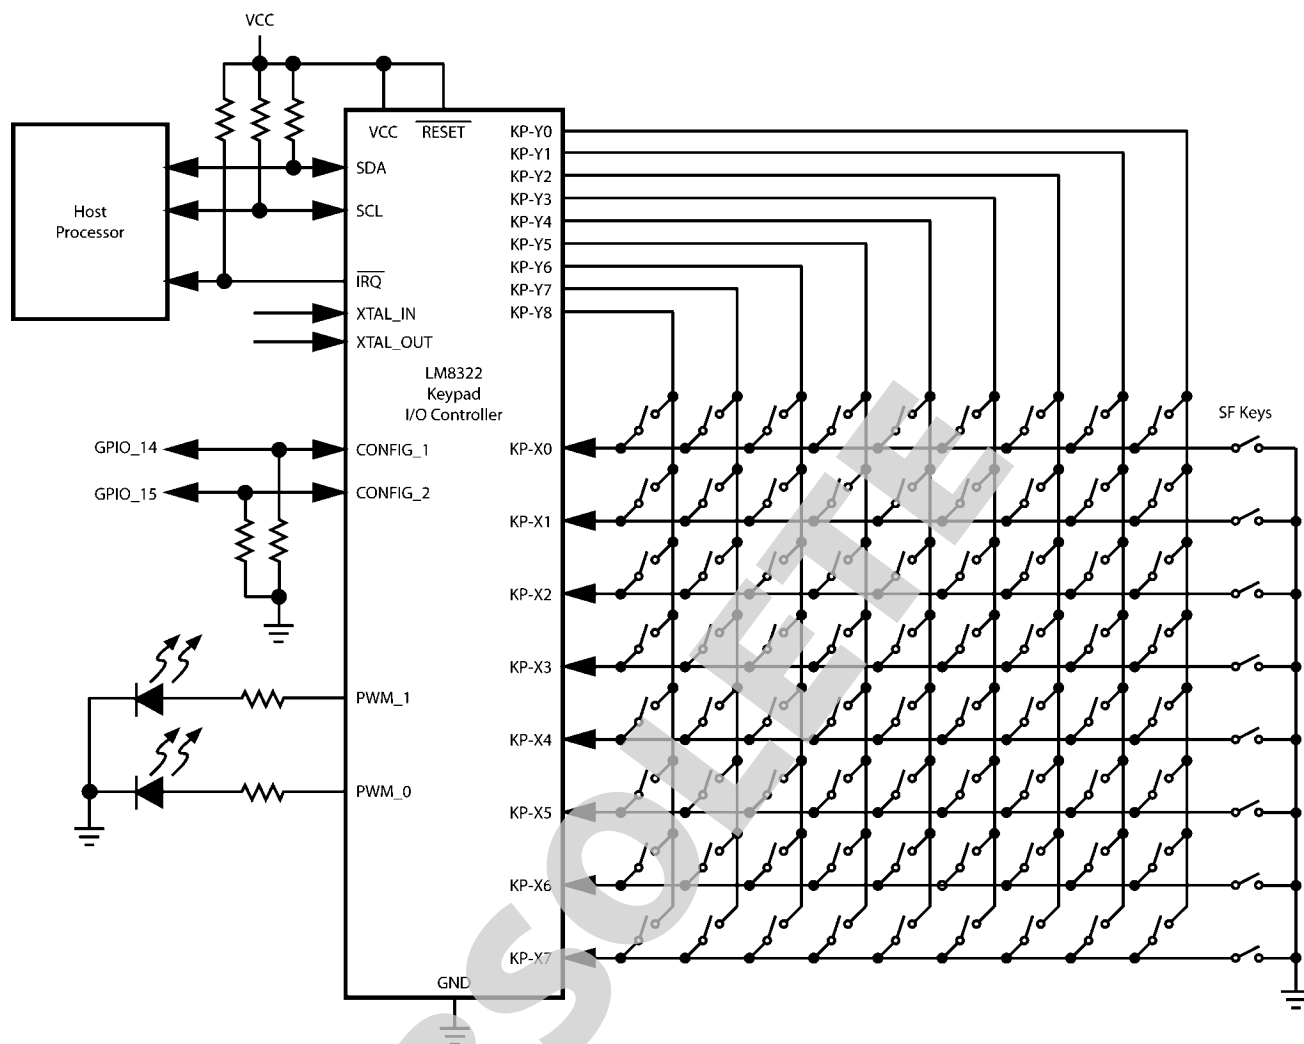 VCC
VCC
RESET
KP-Y0
KP-Y1
KP-Y2
KP-Y3
KP-Y4
KP-Y5
KP-Y6
KP-Y7
KP-Y8
SDA
SCL
IRQ
XTAL_IN
XTAL_OUT
Host
Processor
LM8322
Keypad
I/O Controller
SF Keys
GPIO_14
CONFIG_1
GPIO_15
CONFIG_2
KP-X0
KP-X1
KP-X2
KP-X3
KP-X4
KP-X5
KP-X6
KP-X7
PWM_1
PWM_0
GND
OBSOLETE